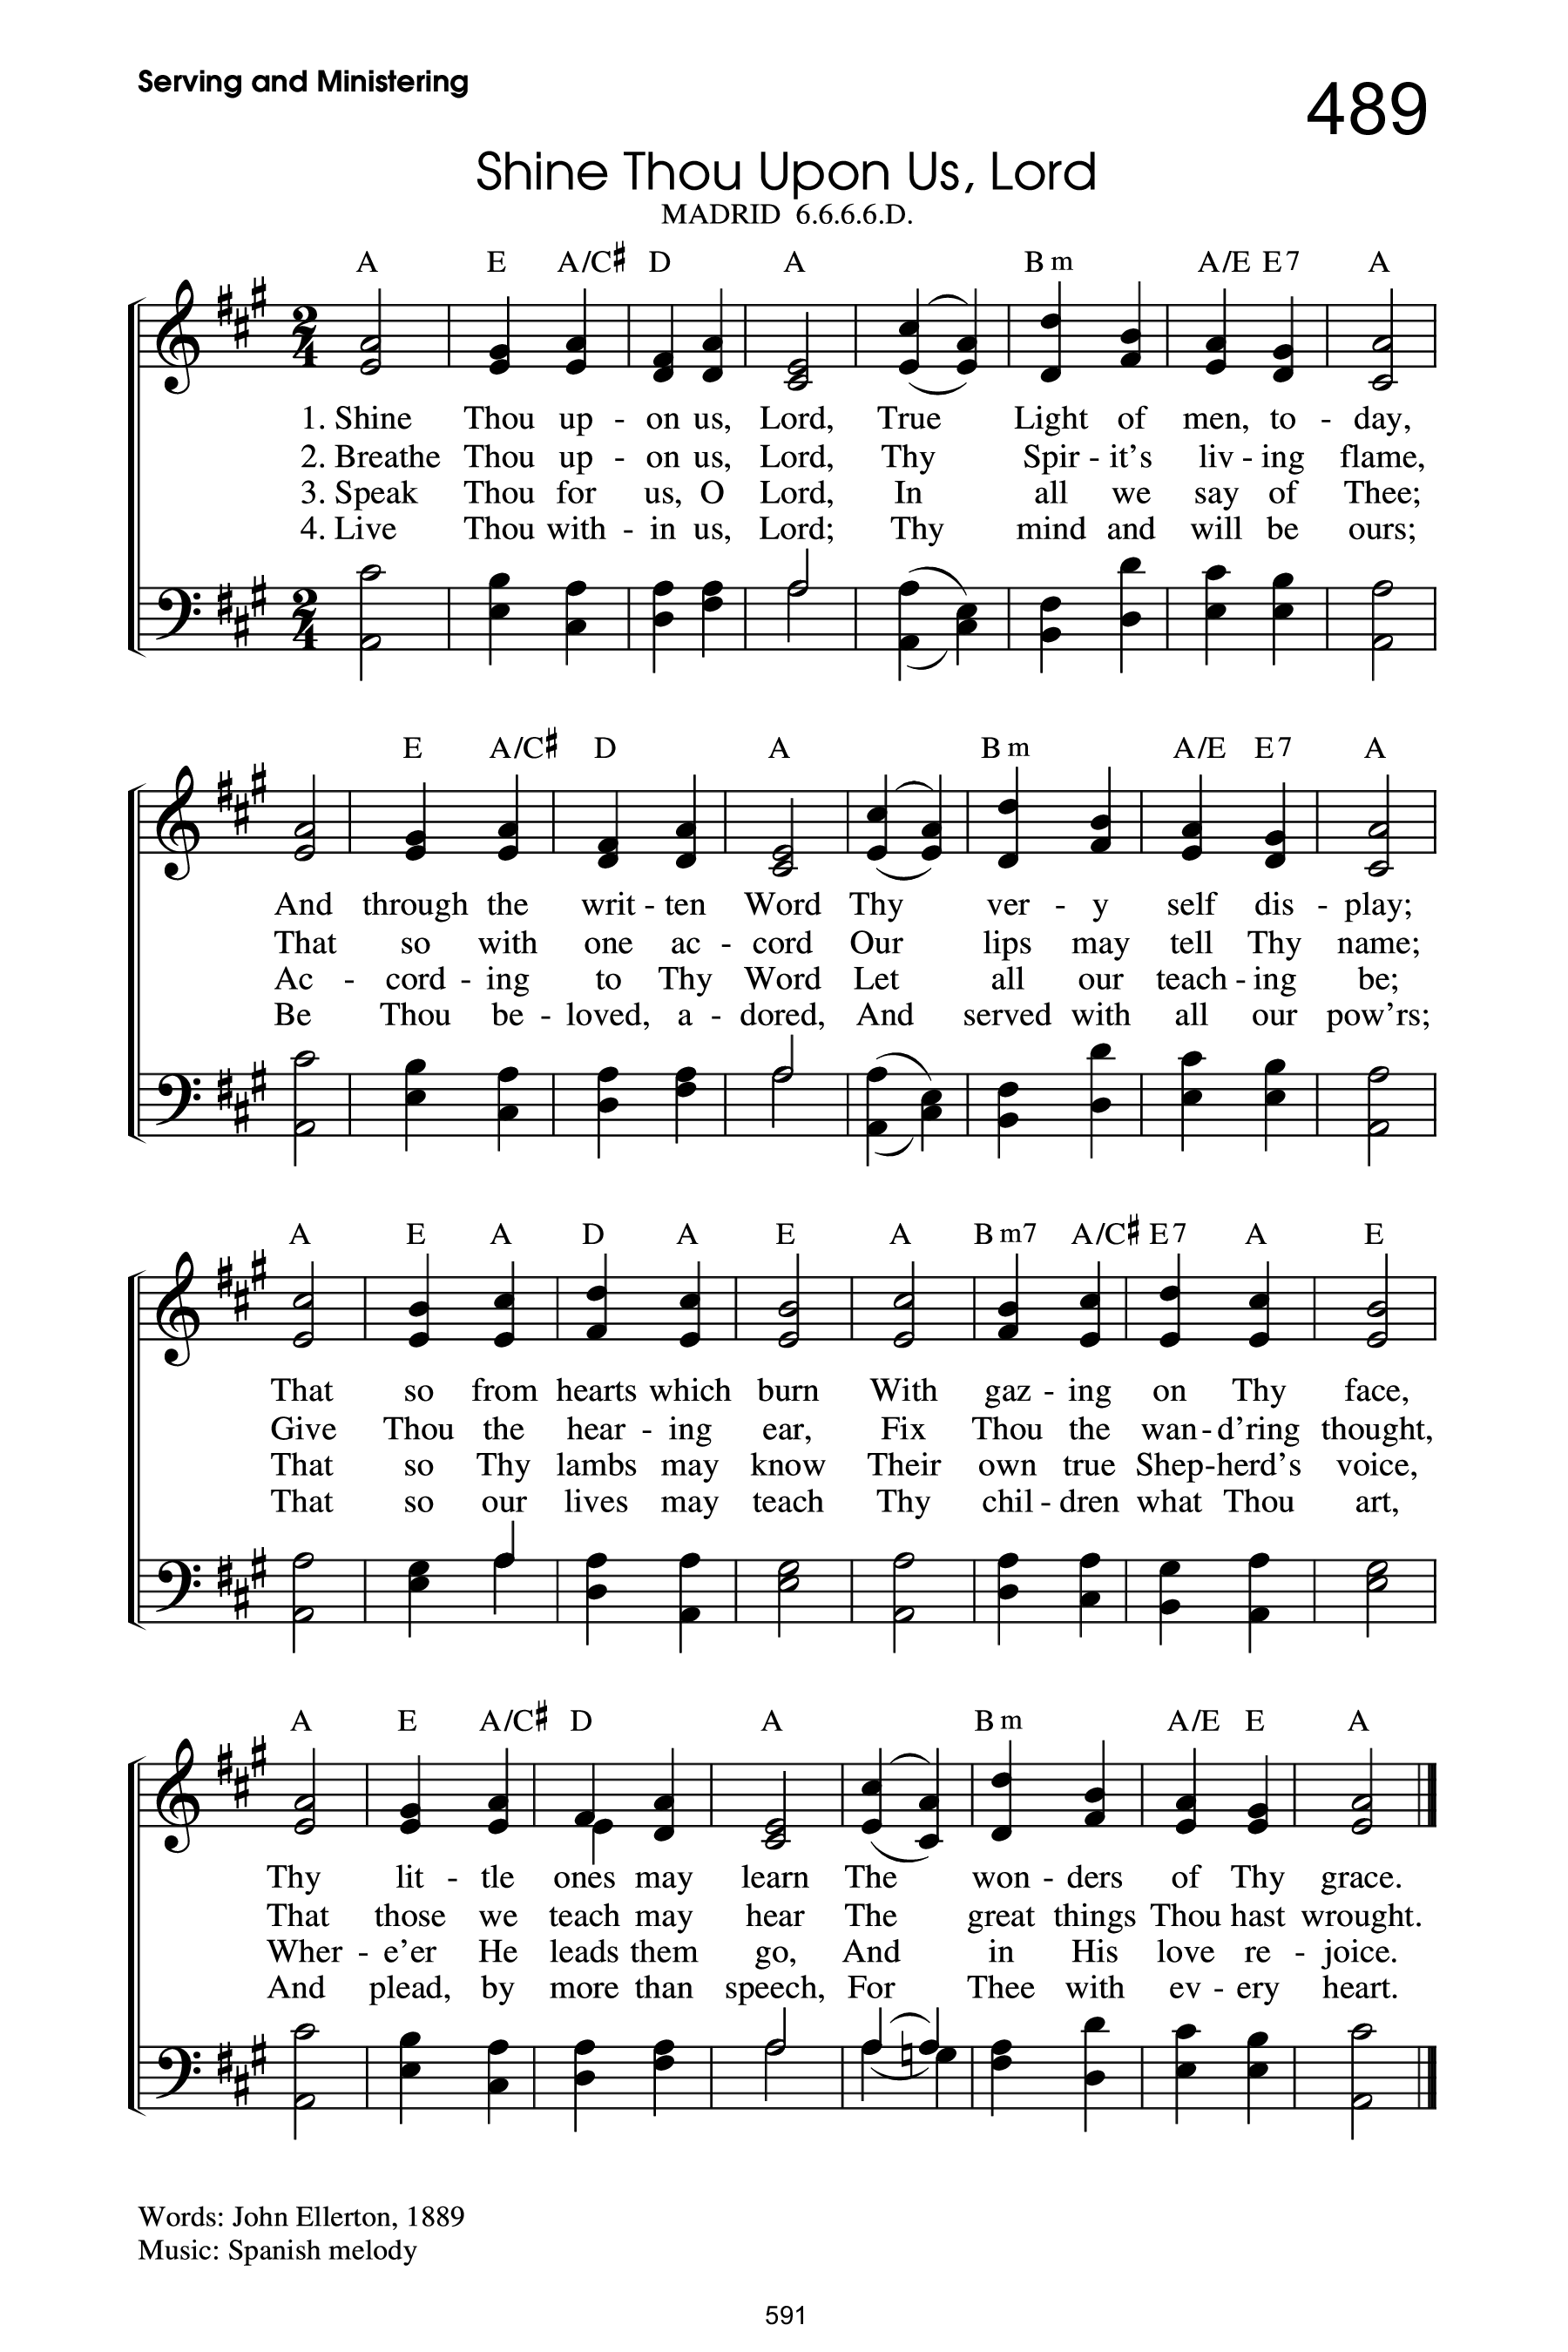 Serving and Ministering
489
Shine Thou Upon Us, Lord
MADRID 6.6.6.6.D.
A E A/C♯ D A Bm A/E E7 A
2/4
1. Shine Thou up - on us, Lord, True Light of men, to - day,
2. Breathe Thou up - on us, Lord, Thy Spir - it's liv - ing flame,
3. Speak Thou for us, O Lord, In all we say of Thee;
4. Live Thou with - in us, Lord; Thy mind and will be ours;
2/4
E A/C♯ D A Bm A/E E7 A
And through the writ - ten Word Thy ver - y self dis - play;
That so with one ac - cord Our lips may tell Thy name;
Ac - cord - ing to Thy Word Let all our teach - ing be;
Be Thou be - loved, a - dored, And served with all our pow'rs;
A E A D A E A Bm7 A/C♯ E7 A E
That so from hearts which burn With gaz - ing on Thy face,
Give Thou the hear - ing ear, Fix Thou the wan - d'ring thought,
That so Thy lambs may know Their own true Shep - herd's voice,
That so our lives may teach Thy chil - dren what Thou art,
A E A/C♯ D A Bm A/E E A
Thy lit - tle ones may learn The won - ders of Thy grace.
That those we teach may hear The great things Thou hast wrought.
Wher - e'er He leads them go, And in His love re - joice.
And plead, by more than speech, For Thee with ev - ery heart.
Words: John Ellerton, 1889
Music: Spanish melody
591